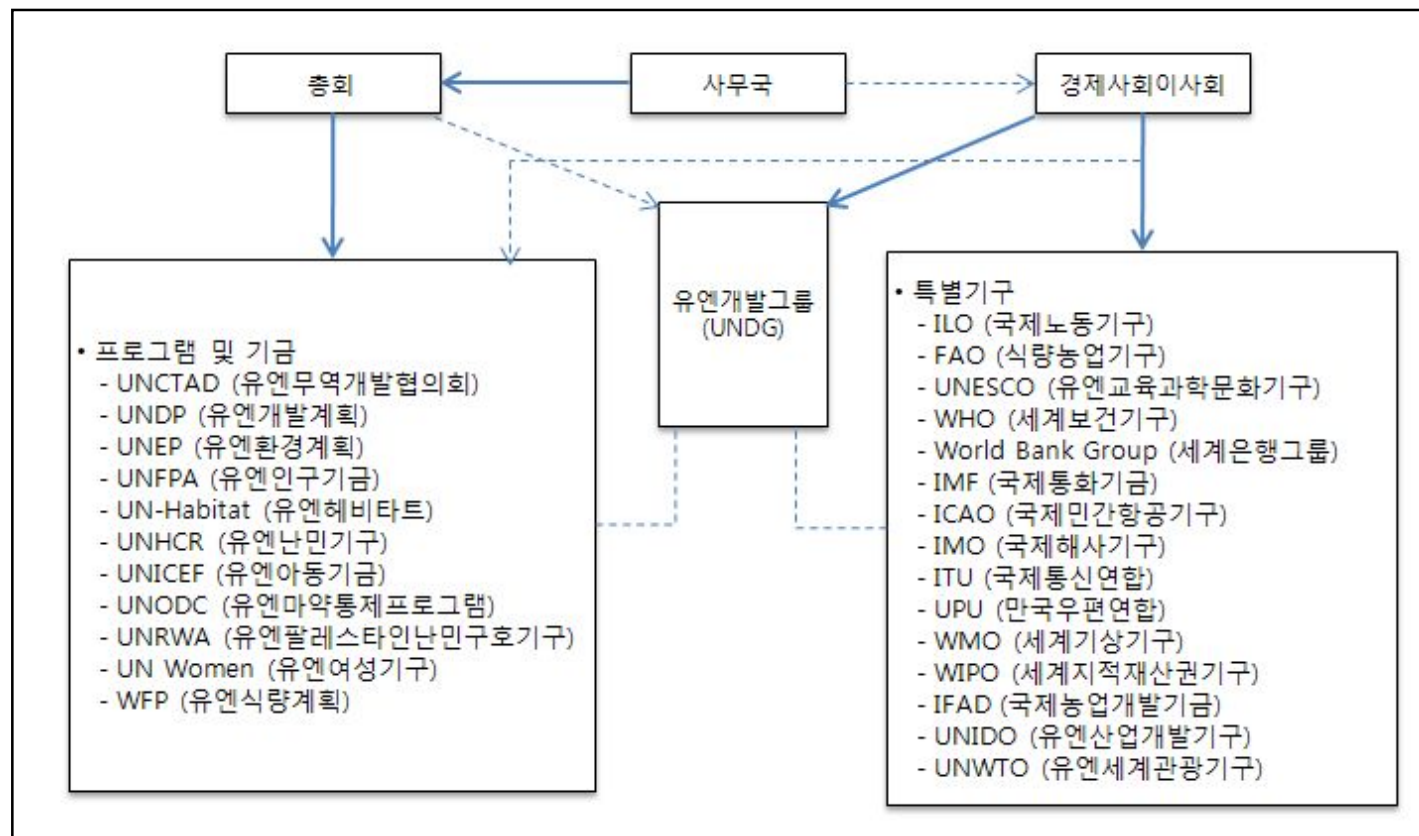 총회
사무국
경제사회이사회
유엔개발그룹
(UNDG)
• 프로그램 및 기금
- UNCTAD (유엔무역개발협의회)
- UNDP (유엔개발계획)
- UNEP (유엔환경계획)
- UNFPA (유엔인구기금)
- UN-Habitat (유엔헤비타트)
- UNHCR (유엔난민기구)
- UNICEF (유엔아동기금)
- UNODC (유엔마약통제프로그램)
- UNRWA (유엔팔레스타인난민구호기구)
- UN Women (유엔여성기구)
- WFP (유엔식량계획)
• 특별기구
- ILO (국제노동기구)
- FAO (식량농업기구)
- UNESCO (유엔교육과학문화기구)
- WHO (세계보건기구)
- World Bank Group (세계은행그룹)
- IMF (국제통화기금)
- ICAO (국제민간항공기구)
- IMO (국제해사기구)
- ITU (국제통신연합)
- UPU (만국우편연합)
- WMO (세계기상기구)
- WIPO (세계지적재산권기구)
- IFAD (국제농업개발기금)
- UNIDO (유엔산업개발기구)
- UNWTO (유엔세계관광기구)